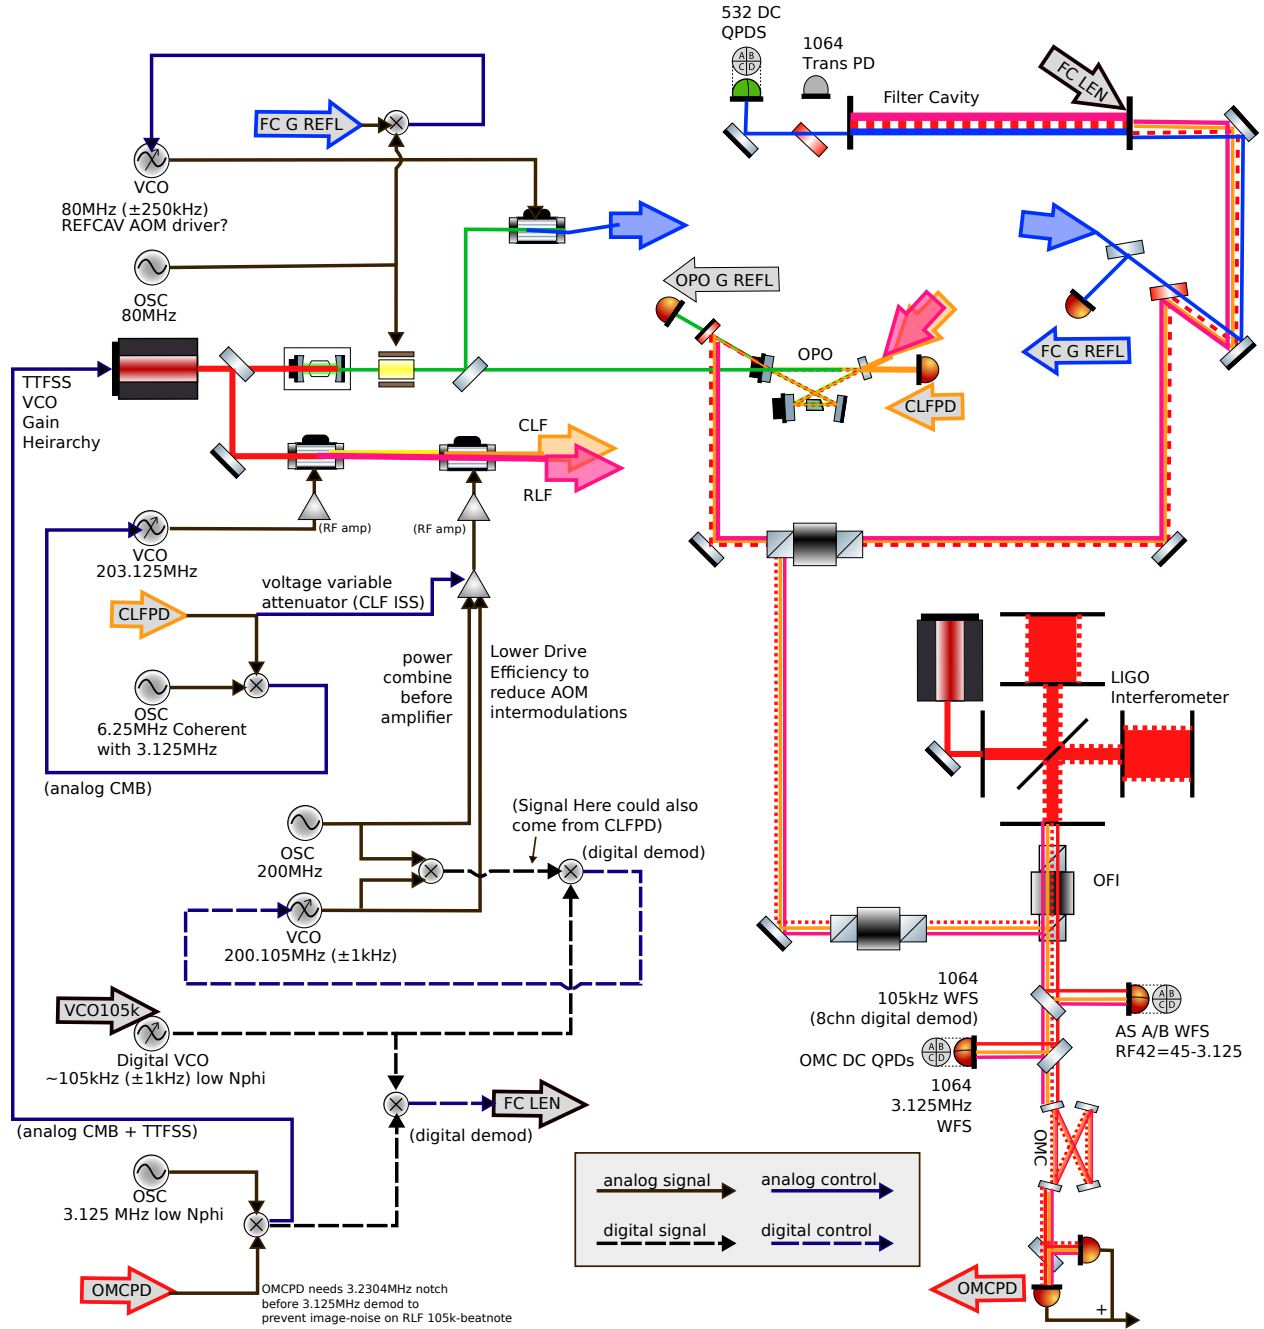 532 DC
QPDS
A B
C D
1064
Trans PD
Filter Cavity
FC LEN
FC G REFL
VCO
80MHz (±250kHz)
REFCAV AOM driver?
OSC
80MHz
OPO G REFL
FC G REFL
OPO
CLFPD
TTFSS
VCO
Gain
Heirarchy
CLF
RLF
(RF amp)
(RF amp)
VCO
203.125MHz
voltage variable
attenuator (CLF ISS)
CLFPD
OSC
6.25MHz Coherent
with 3.125MHz
(analog CMB)
power
combine
before
amplifier
Lower Drive
Efficiency to
reduce AOM
intermodulations
LIGO
Interferometer
(Signal Here could also
come from CLFPD)
(digital demod)
OSC
200MHz
VCO
200.105MHz (±1kHz)
OFI
VCO105k
Digital VCO
~105kHz (±1kHz) low Nphi
1064
105kHz WFS
(8chn digital demod)
A B
C D
AS A/B WFS
RF42=45-3.125
OMC DC QPDs
A B
C D
1064
3.125MHz
WFS
FC LEN
(digital demod)
(analog CMB + TTFSS)
OMC
OSC
3.125 MHz low Nphi
analog signal
analog control
digital signal
digital control
OMCPD
OMCPD needs 3.2304MHz notch
before 3.125MHz demod to
prevent image-noise on RLF 105k-beatnote
OMCPD
+